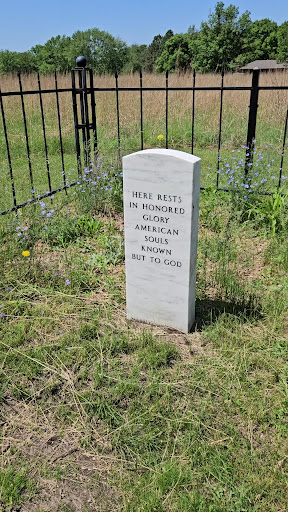 HERE RESTS
IN HONORED
GLORY
AMERICAN
SOULS
KNOWN
BUT TO GOD